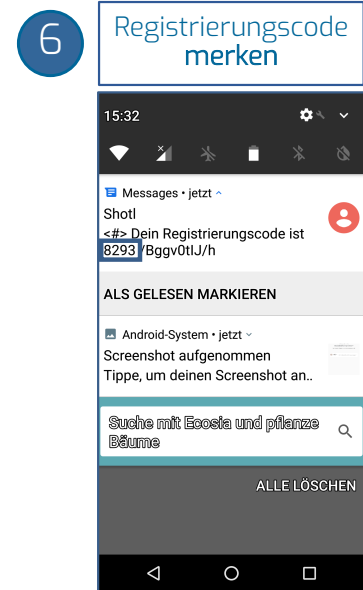 6
Registrierungscode
merken
15:32
Messages • jetzt
Shotl
<#> Dein Registrierungscode ist
8293 /Bggv0tIJ/h
ALS GELESEN MARKIEREN
Android-System • jetzt
Screenshot aufgenommen
Tippe, um deinen Screenshot an..
Suche mit Ecosia und pflanze
Bäume
ALLE LÖSCHEN